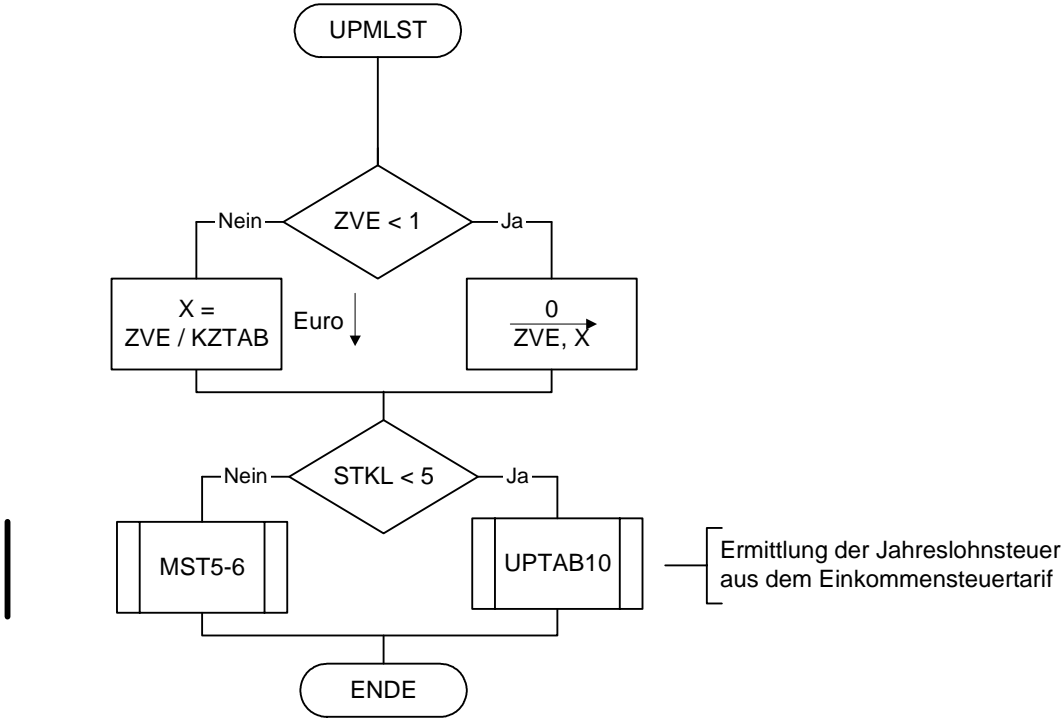 UPMLST
ZVE < 1
Nein
Ja
X =
ZVE / KZTAB
Euro
0
ZVE, X
STKL < 5
Nein
Ja
MST5-6
UPTAB10
Ermittlung der Jahreslohnsteuer
aus dem Einkommensteuertarif
ENDE